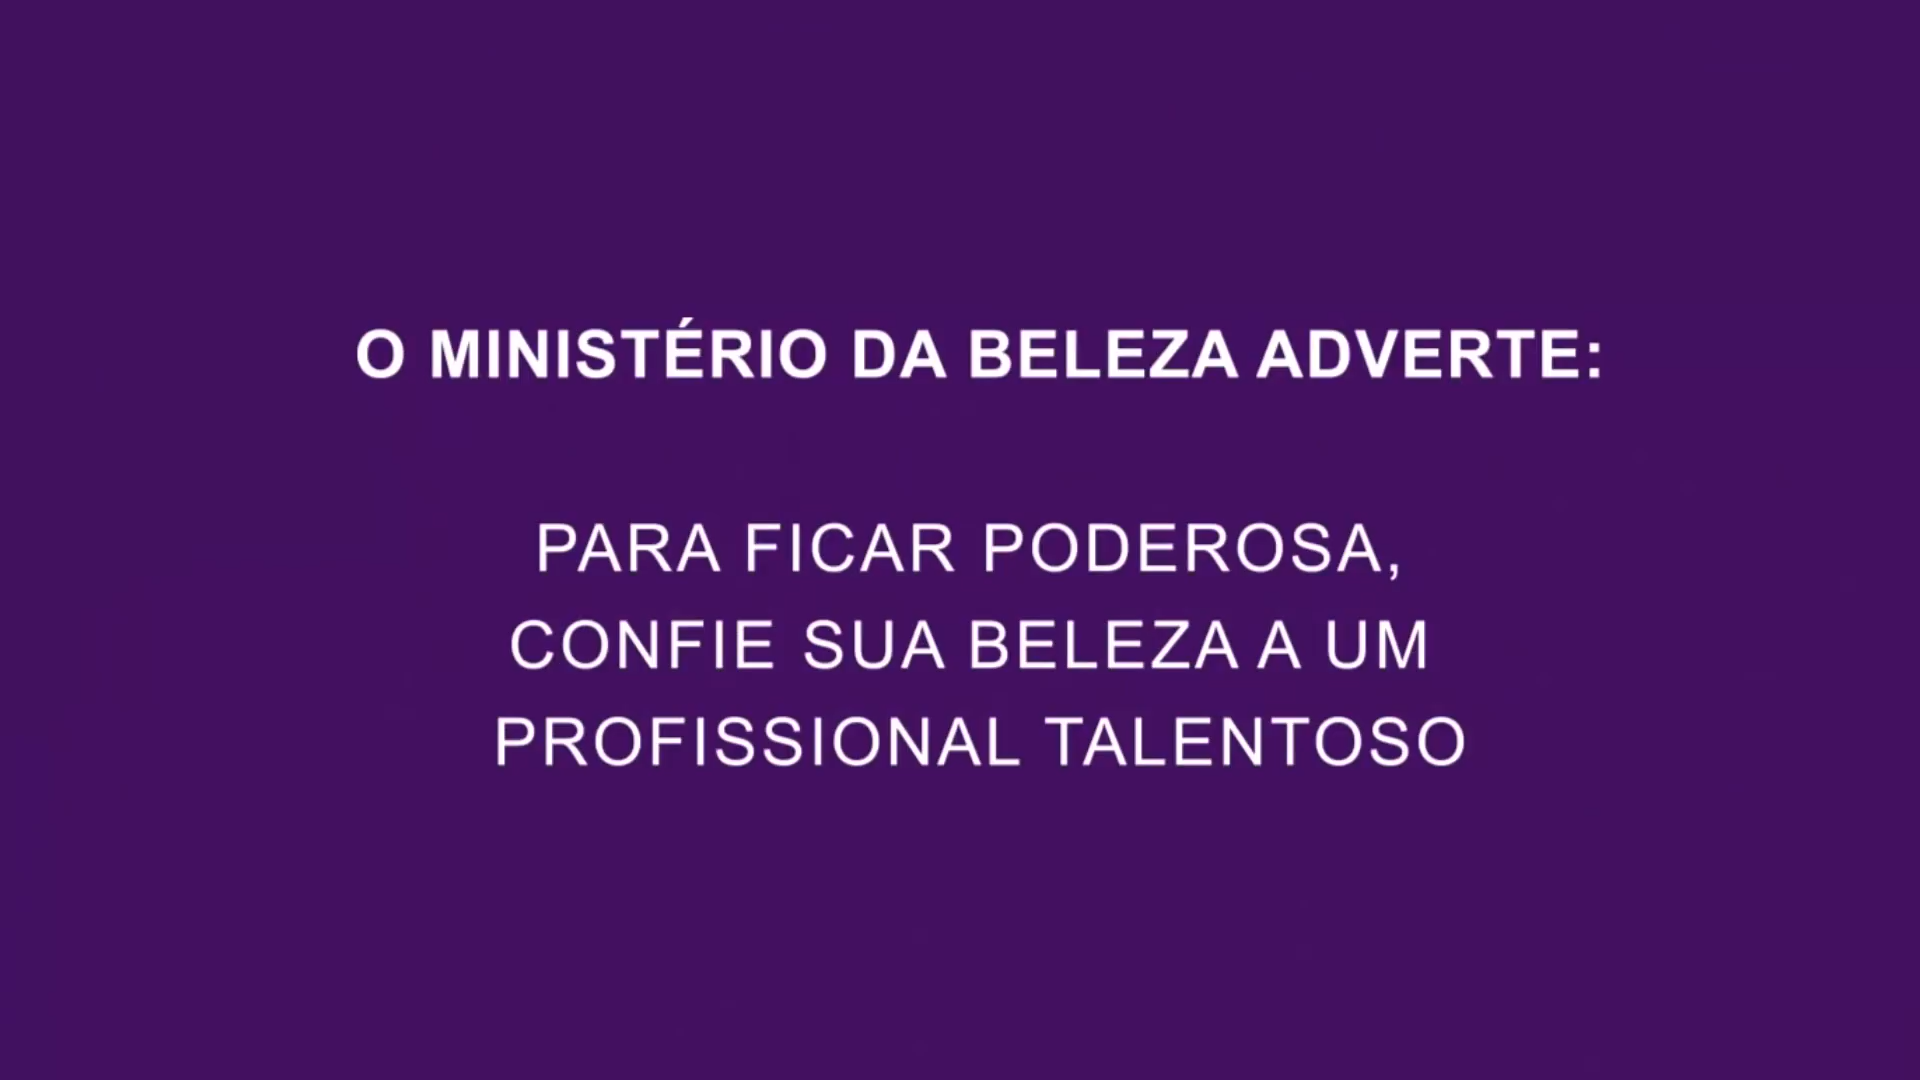 O MINISTÉRIO DA BELEZA ADVERTE:
PARA FICAR PODEROSA,
CONFIE SUA BELEZA A UM
PROFISSIONAL TALENTOSO